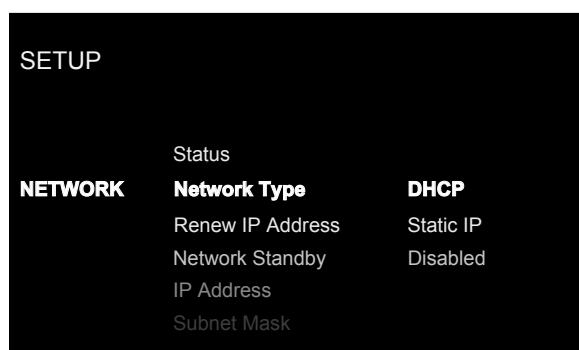 SETUP
Status
NETWORK Network Type DHCP
Renew IP Address Static IP
Network Standby Disabled
IP Address
Subnet Mask